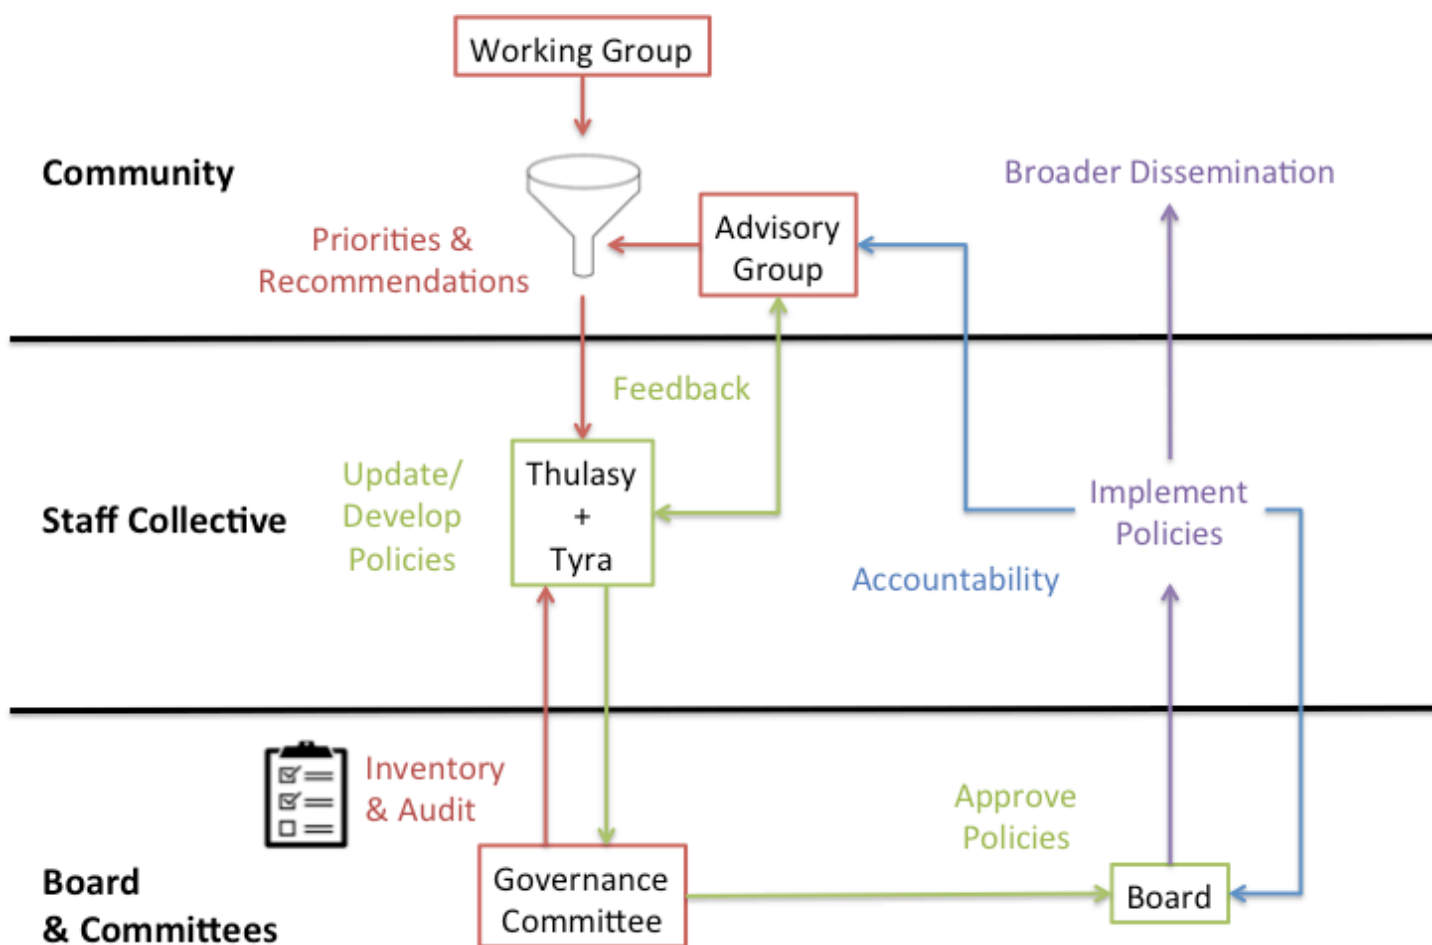 Working Group
Community
Broader Dissemination
Priorities &
Recommendations
Advisory
Group
Feedback
Update/
Develop
Policies
Thulasy
+
Tyra
Staff Collective
Implement
Policies
Accountability
Inventory
& Audit
Approve
Policies
Board
& Committees
Governance
Committee
Board